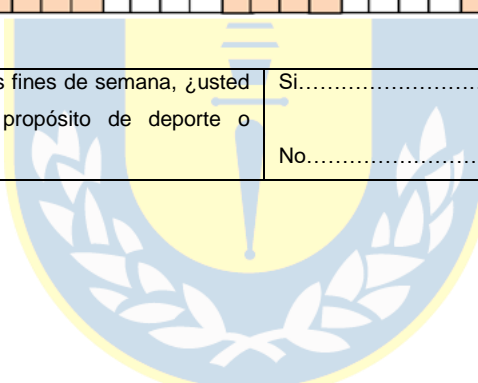 s fines de semana, ¿usted
propósito de deporte o
Si……………………
No……………………